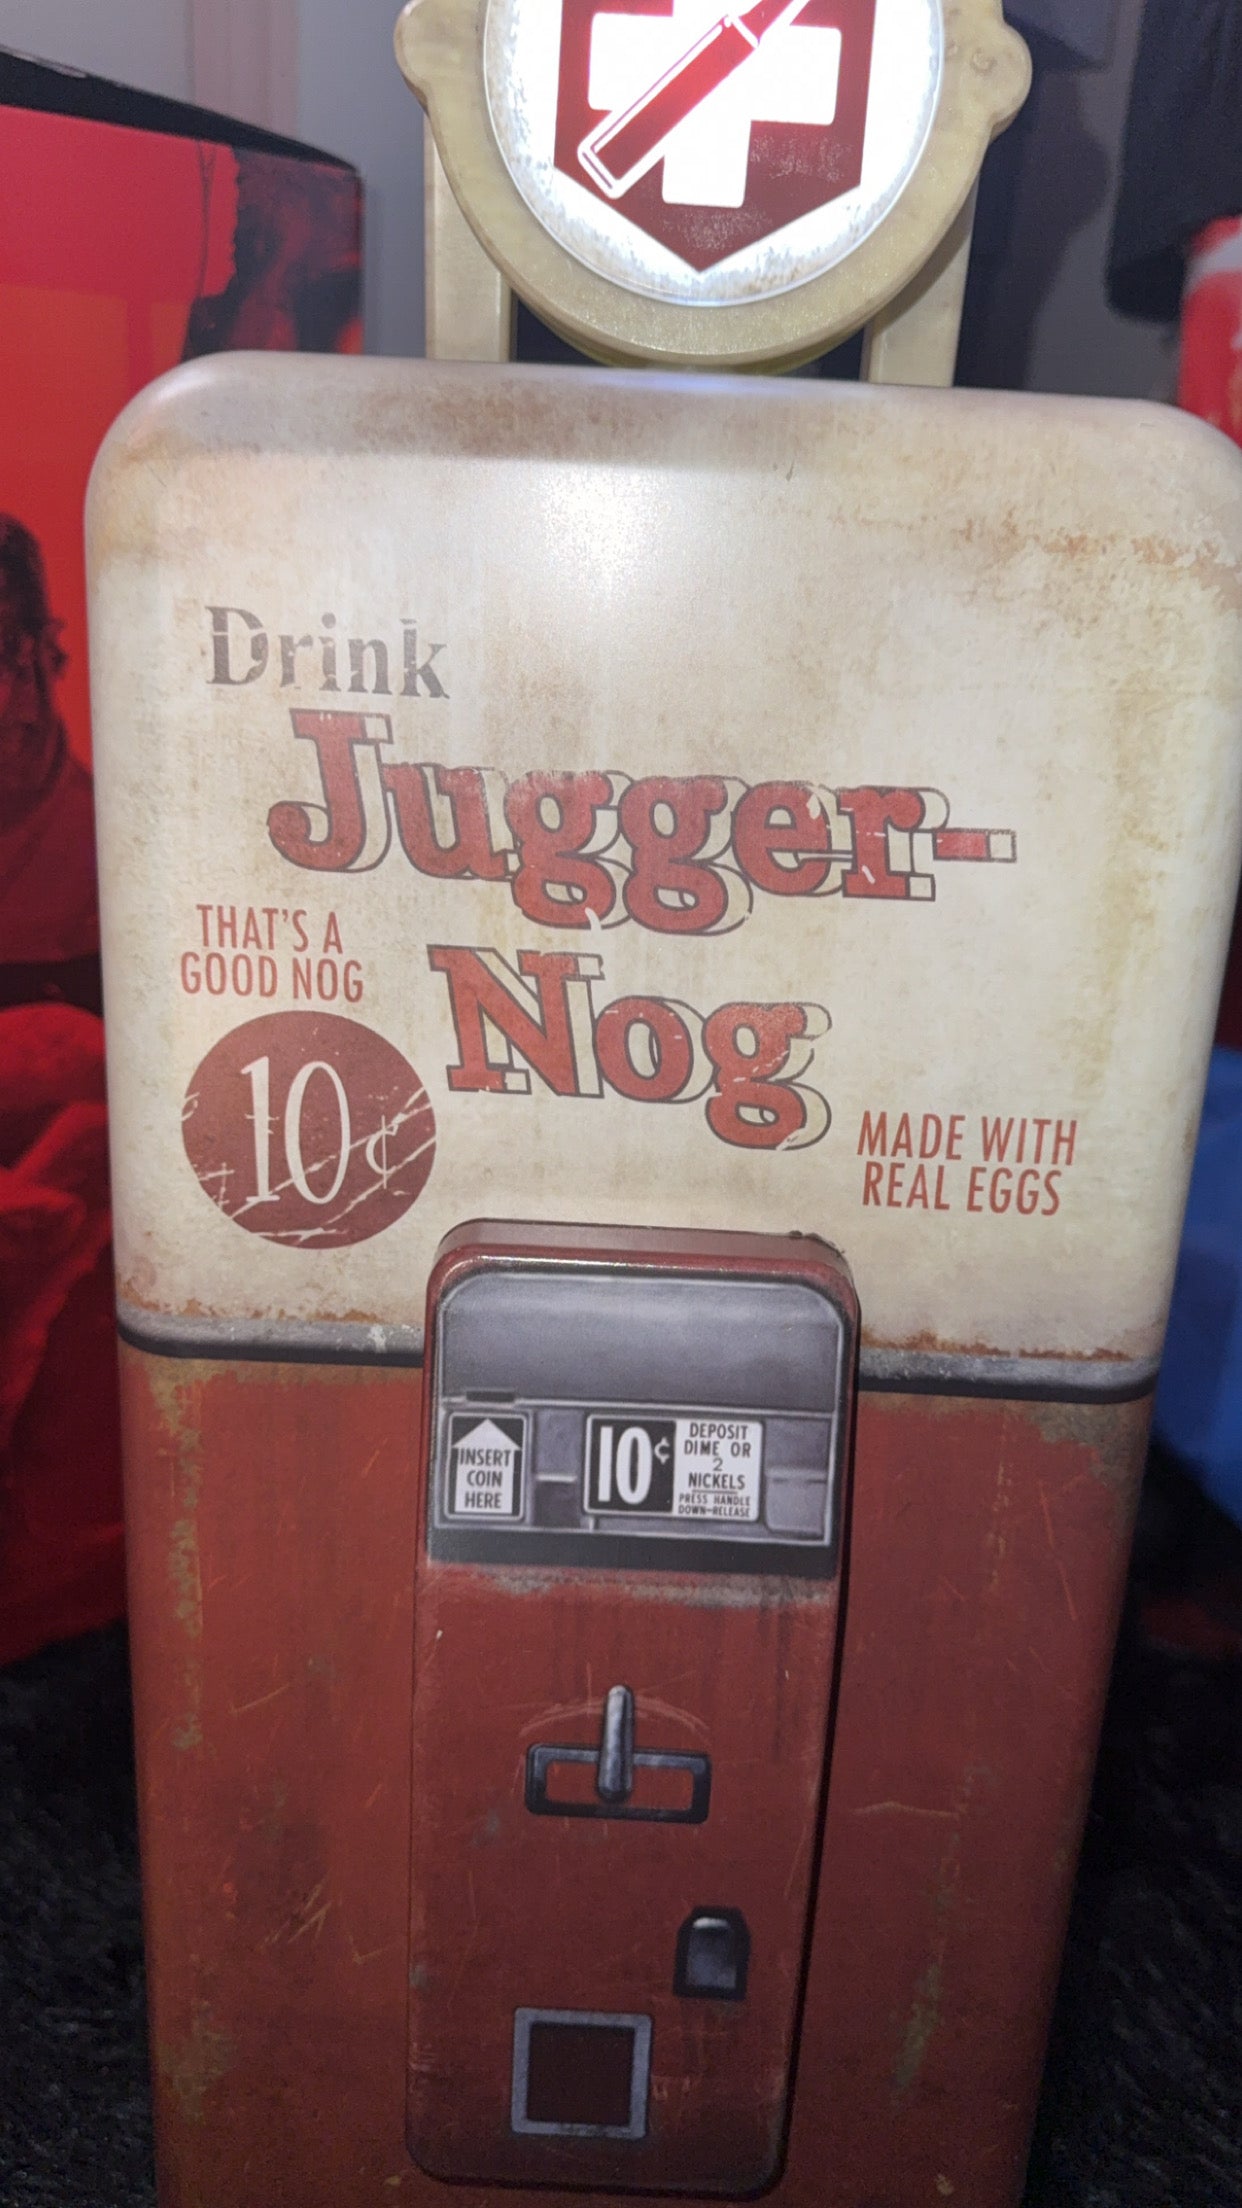 Drink
Jugger-
Nog
THAT'S A
GOOD NOG
10¢
MADE WITH
REAL EGGS
INSERT
COIN
HERE
10¢
DEPOSIT
DIME OR
2
NICKELS
PRESS HANDLE
DOWN-RELEASE